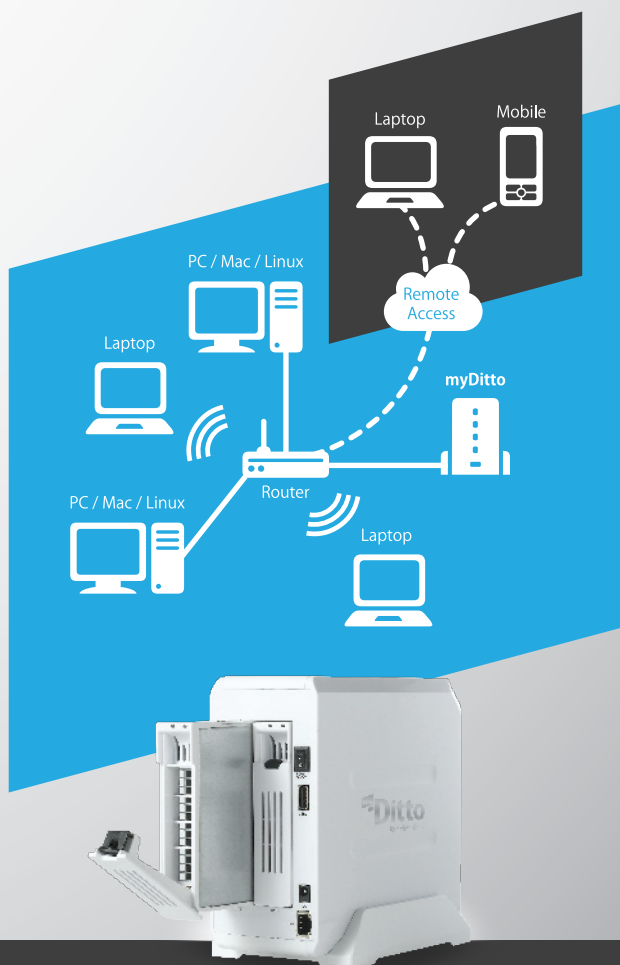 Laptop
Mobile
PC / Mac / Linux
Remote
Access
Laptop
myDitto
Router
PC / Mac / Linux
Laptop
Ditto